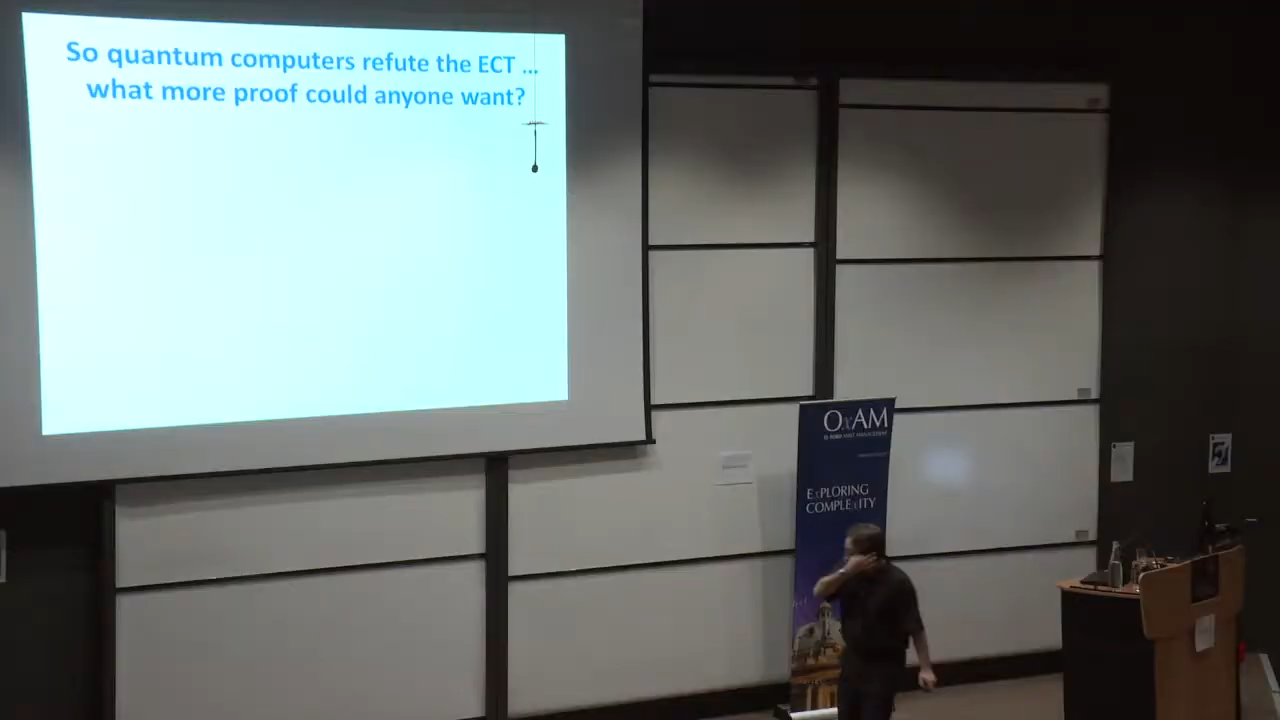 So quantum computers refute the ECT …
what more proof could anyone want?
OxAM
EXPLORING
COMPLEXITY